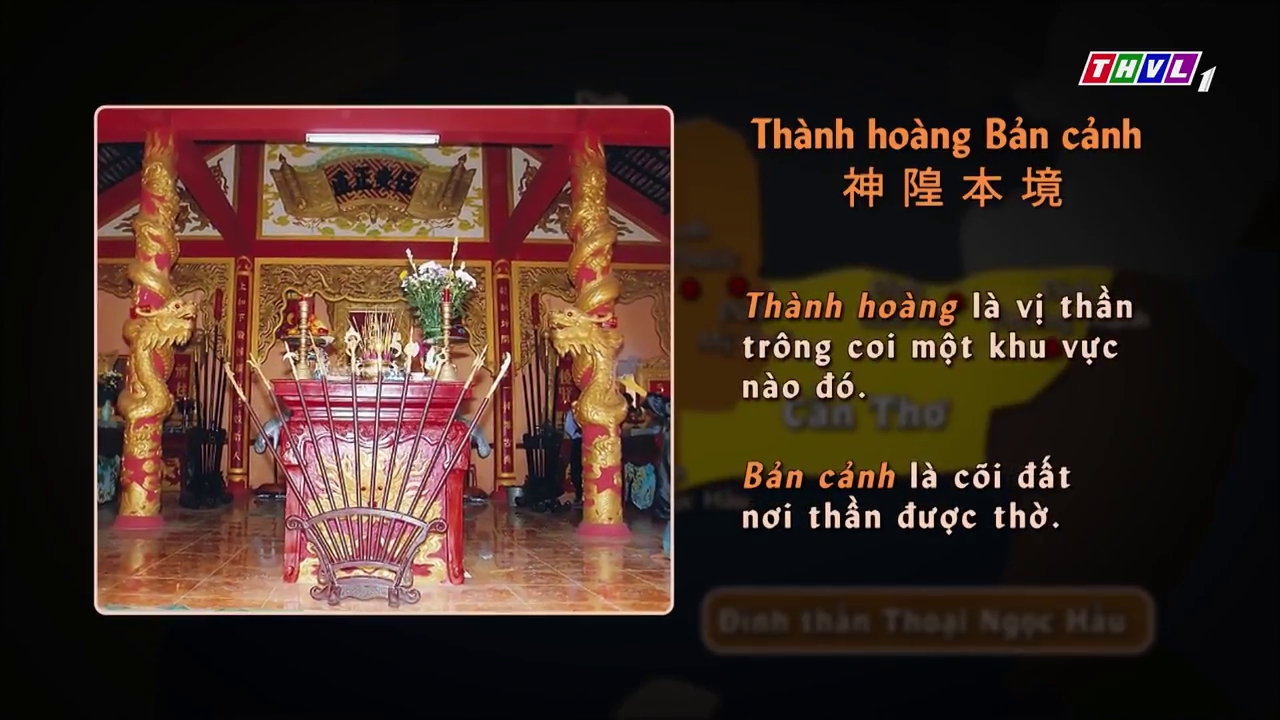 THVL1
Thành hoàng Bản cảnh
神隍本境
Thành hoàng là vị thần
trông coi một khu vực
nào đó.
Bản cảnh là cõi đất
nơi thần được thờ.
Cần Thơ
Đình thần Thoại Ngọc Hầu